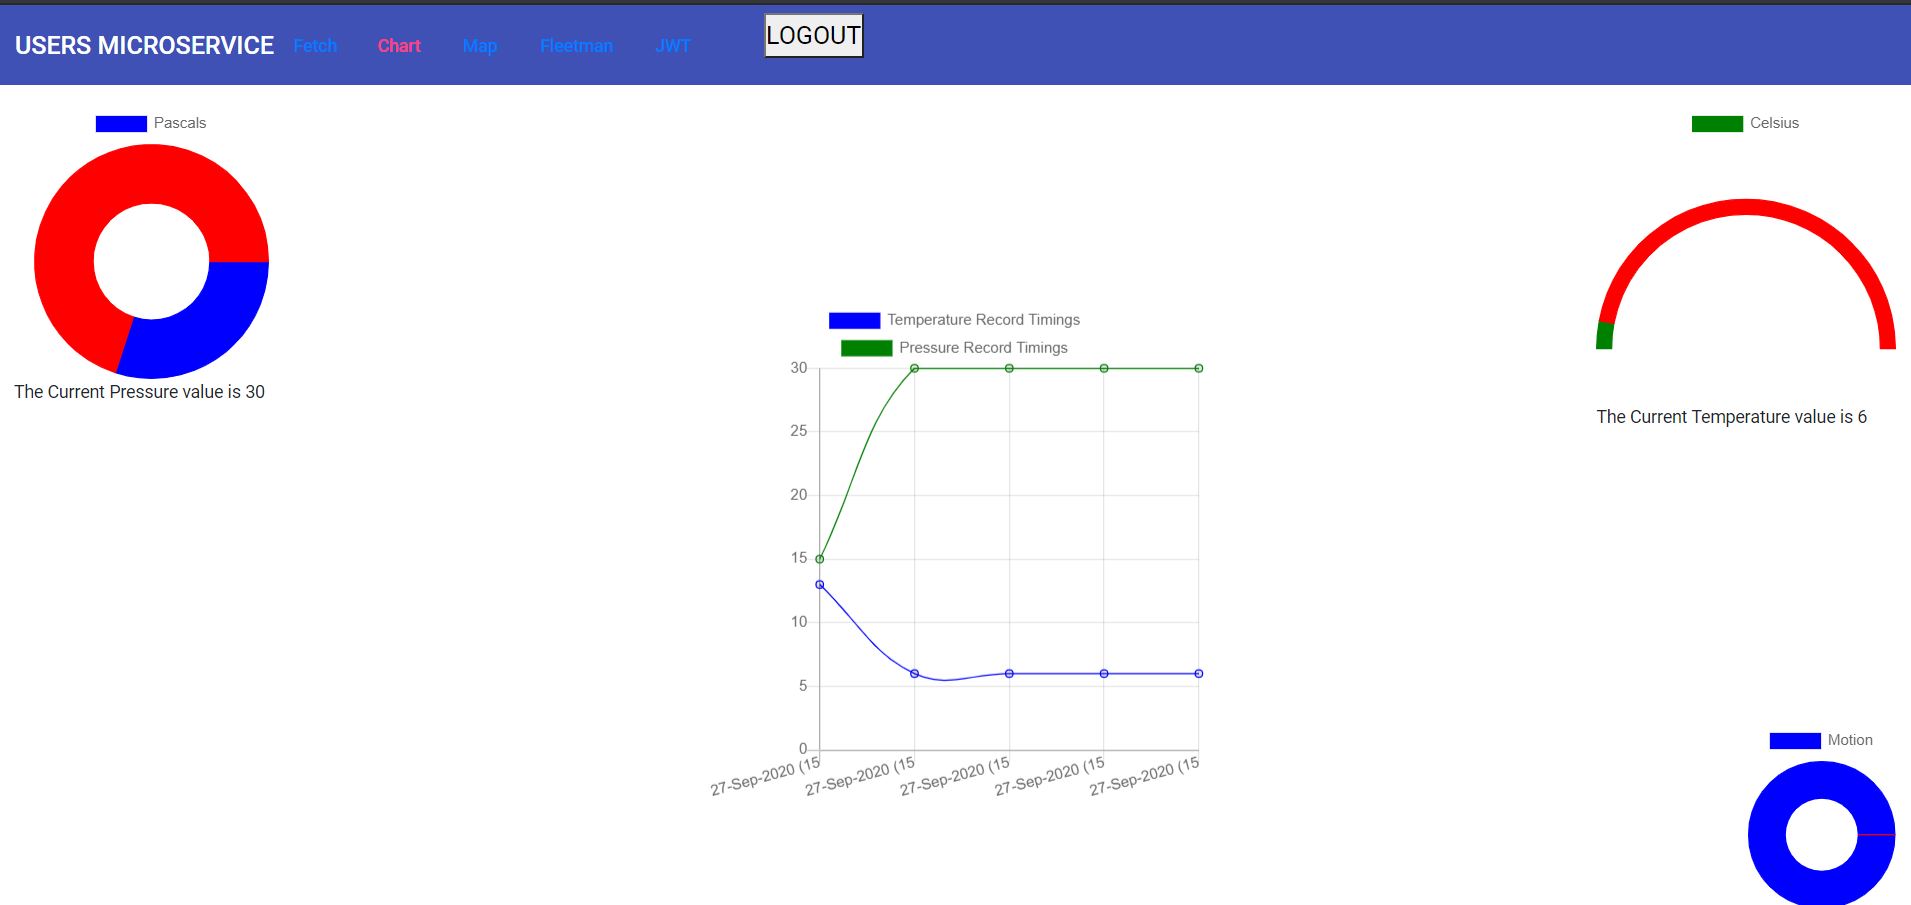 USERS MICROSERVICE Fetch Chart Map Fleetman JWT LOGOUT
Pascals
The Current Pressure value is 30
Temperature Record Timings
Pressure Record Timings
30
25
20
15
10
5
0
27-Sep-2020 (15 27-Sep-2020 (15 27-Sep-2020 (15 27-Sep-2020 (15 27-Sep-2020 (15
Celsius
The Current Temperature value is 6
Motion